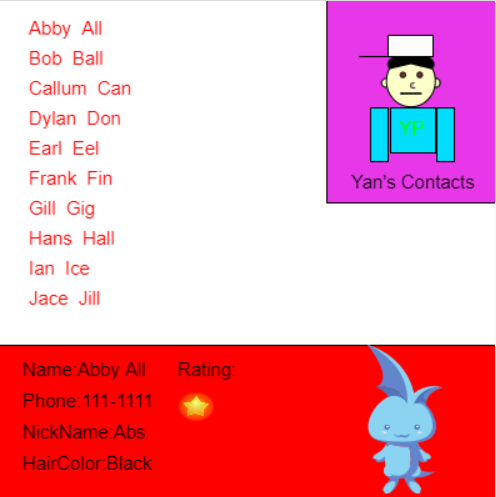 Abby All
Bob Ball
Callum Can
Dylan Don
Earl Eel
Frank Fin
Gill Gig
Hans Hall
Ian Ice
Jace Jill
YP
Yan's Contacts
Name:Abby All
Rating:
Phone:111-1111
NickName:Abs
HairColor:Black